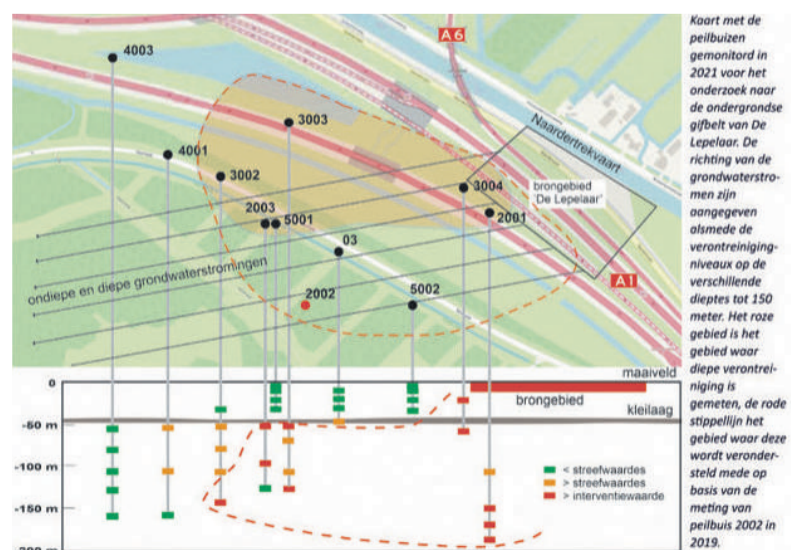 A 6
4003
3003
4001
3002
2003
5001
3004
2001
03
2002
5002
Naardertrekvaart
brongebied
'De Lepelaar'
A1
ondiepe en diepe grondwaterstromingen
maaiveld
0
brongebied
kleilaag
-50 m
-100 m
-150 m
< streefwaardes
> streefwaardes
> interventiewaarde
Kaart met de
peilbuizen
gemonitord in
2021 voor het
onderzoek naar
de ondergrondse
gifbelt van De
Lepelaar. De
richting van de
grondwaterstro-
men zijn
aangegeven
alsmede de
verontreiniging-
niveaux op de
verschillende
dieptes tot 150
meter. Het roze
gebied is het
gebied waar
diepe verontrei-
niging is
gemeten, de rode
stippellijn het
gebied waar deze
wordt veronder-
steld mede op
basis van de
meting van
peilbuis 2002 in
2019.